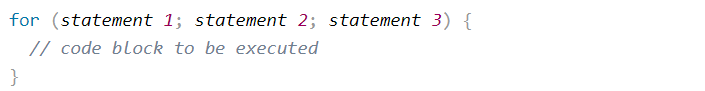 for (statement 1; statement 2; statement 3) {
  // code block to be executed
}